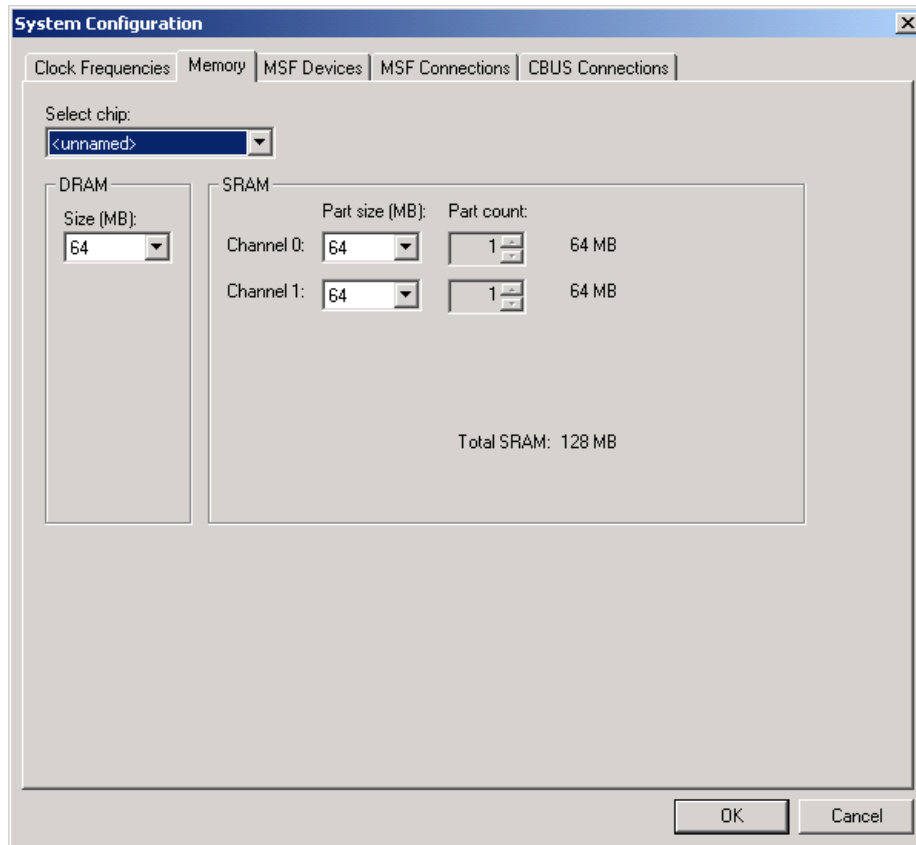 System Configuration
Clock Frequencies Memory MSF Devices MSF Connections CBUS Connections
Select chip:
<unnamed>
DRAM SRAM
Part size (MB): Part count:
Size (MB):
64
Channel 0: 64 1 64 MB
Channel 1: 64 1 64 MB
Total SRAM: 128 MB
OK Cancel